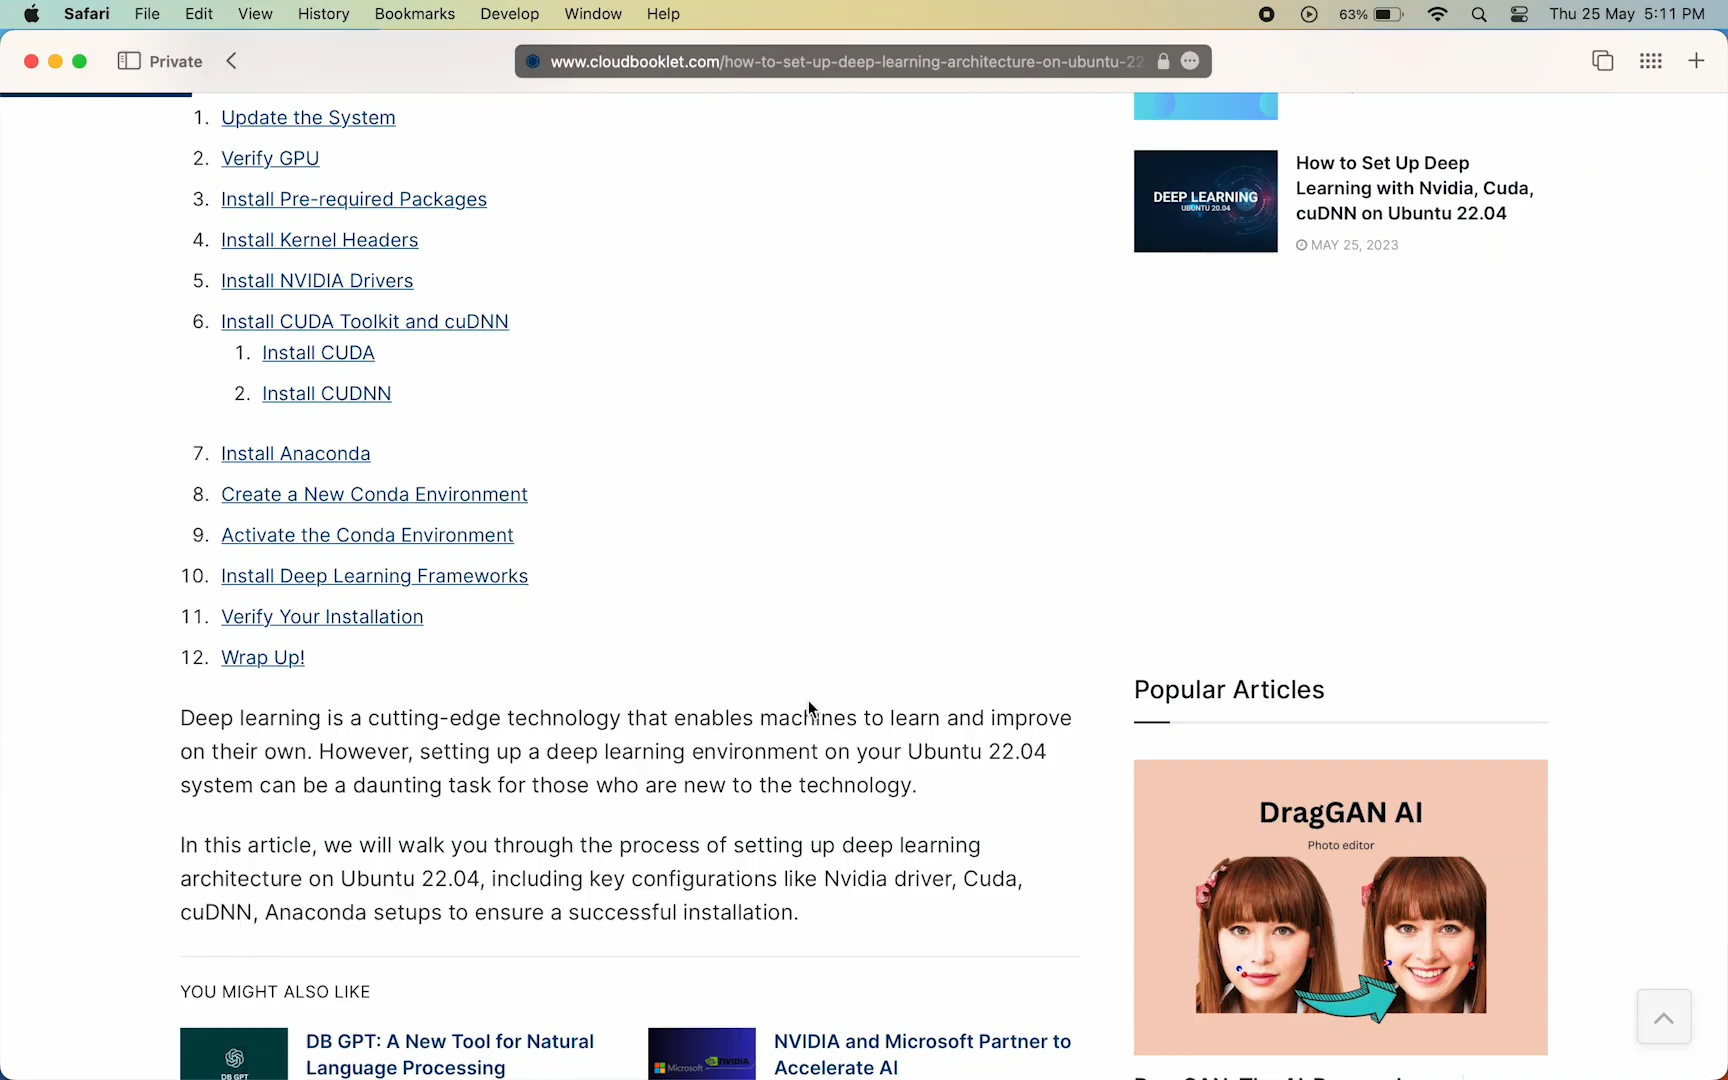 Safari File Edit View History Bookmarks Develop Window Help 63% Thu 25 May 5:11 PM
Private www.cloudbooklet.com/how-to-set-up-deep-learning-architecture-on-ubuntu-22
1. Update the System
2. Verify GPU
3. Install Pre-required Packages
4. Install Kernel Headers
5. Install NVIDIA Drivers
6. Install CUDA Toolkit and cuDNN
1. Install CUDA
2. Install CUDNN
7. Install Anaconda
8. Create a New Conda Environment
9. Activate the Conda Environment
10. Install Deep Learning Frameworks
11. Verify Your Installation
12. Wrap Up!
Deep learning is a cutting-edge technology that enables machines to learn and improve
on their own. However, setting up a deep learning environment on your Ubuntu 22.04
system can be a daunting task for those who are new to the technology.
In this article, we will walk you through the process of setting up deep learning
architecture on Ubuntu 22.04, including key configurations like Nvidia driver, Cuda,
cuDNN, Anaconda setups to ensure a successful installation.
YOU MIGHT ALSO LIKE
DB GPT
DB GPT: A New Tool for Natural
Language Processing
Microsoft NVIDIA
NVIDIA and Microsoft Partner to
Accelerate AI
DEEP LEARNING
UBUNTU 20.04
How to Set Up Deep
Learning with Nvidia, Cuda,
cuDNN on Ubuntu 22.04
MAY 25, 2023
Popular Articles
DragGAN AI
Photo editor